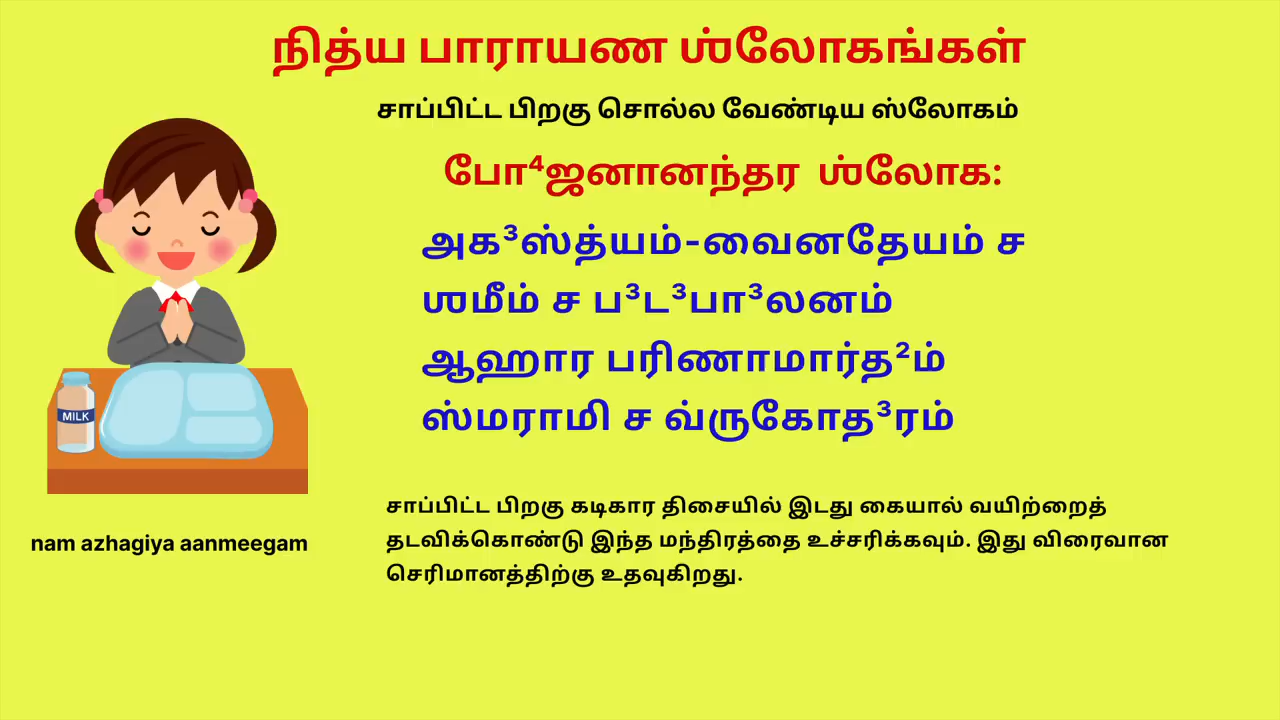 நித்ய பாராயண ஶ்லோகங்கள்
சாப்பிட்ட பிறகு சொல்ல வேண்டிய ஸ்லோகம்
போ⁴ஜனானந்தர ஶ்லோக:
அக³ஸ்த்யம்-வைனதேயம் ச
ஶமீம் ச ப³ட³பா³லனம்
ஆஹார பரிணாமார்த²ம்
ஸ்மராமி ச வ்ருகோத³ரம்
MILK
nam azhagiya aanmeegam
சாப்பிட்ட பிறகு கடிகார திசையில் இடது கையால் வயிற்றைத்
தடவிக்கொண்டு இந்த மந்திரத்தை உச்சரிக்கவும். இது விரைவான
செரிமானத்திற்கு உதவுகிறது.